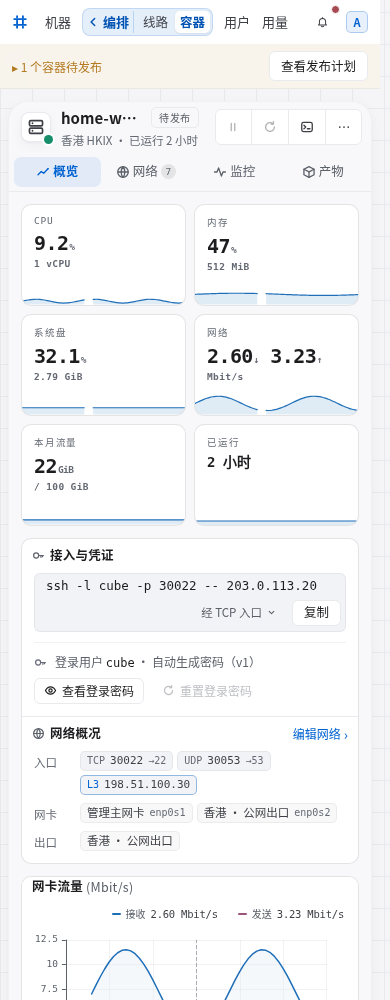 机器 编排 线路 容器 用户 用量 A
▸ 1 个容器待发布 查看发布计划
home-w··· 待发布
香港 HKIX • 已运行 2 小时
概览 网络 7 监控 产物
CPU
9.2%
1 vCPU
内存
47%
512 MiB
系统盘
32.1%
2.79 GiB
网络
2.60↓ 3.23↑
Mbit/s
本月流量
22GiB
/ 100 GiB
已运行
2 小时
接入与凭证
ssh -l cube -p 30022 -- 203.0.113.20
经 TCP 入口 复制
登录用户 cube • 自动生成密码（v1）
查看登录密码 重置登录密码
网络概况 编辑网络 ›
入口 TCP 30022 →22 UDP 30053 →53
L3 198.51.100.30
网卡 管理主网卡 enp0s1 香港 • 公网出口 enp0s2
出口 香港 • 公网出口
网卡流量 (Mbit/s)
接收 2.60 Mbit/s 发送 3.23 Mbit/s
12.5
10
7.5